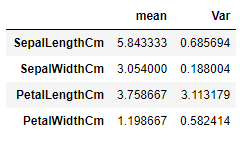 mean Var
SepalLengthCm 5.843333 0.685694
SepalWidthCm 3.054000 0.188004
PetalLengthCm 3.758667 3.113179
PetalWidthCm 1.198667 0.582414